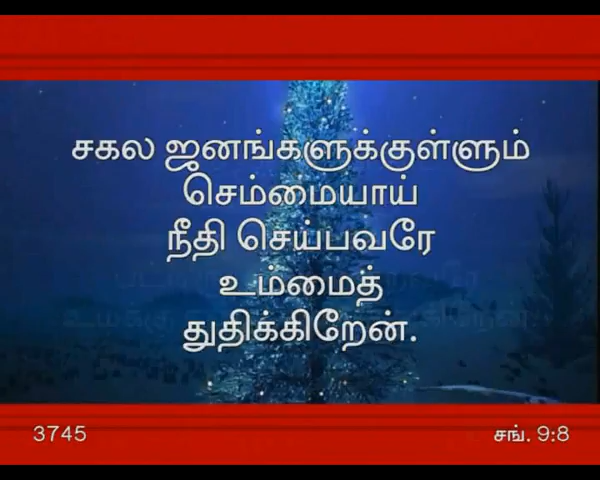 சகல ஜனங்களுக்குள்ளும்
செம்மையாய்
நீதி செய்பவரே
உம்மைத்
துதிக்கிறேன்.
3745
சங். 9:8